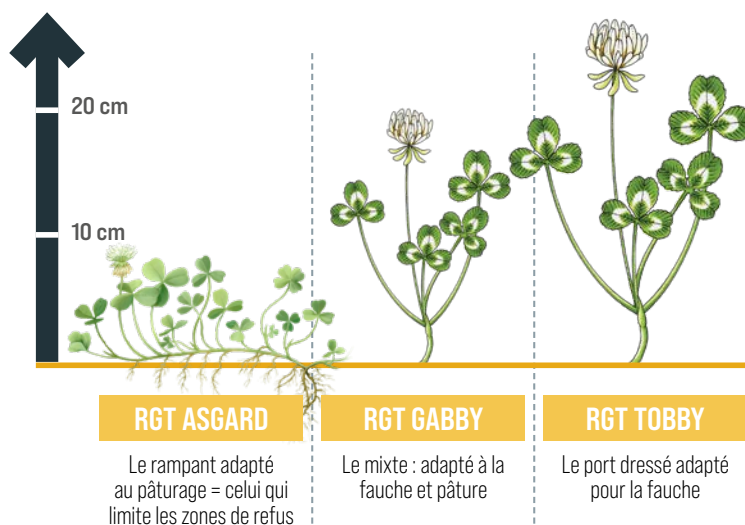 20 cm
10 cm
RGT ASGARD
Le rampant adapté
au pâturage = celui qui
limite les zones de refus
RGT GABBY
Le mixte : adapté à la
fauche et pâture
RGT TOBBY
Le port dressé adapté
pour la fauche